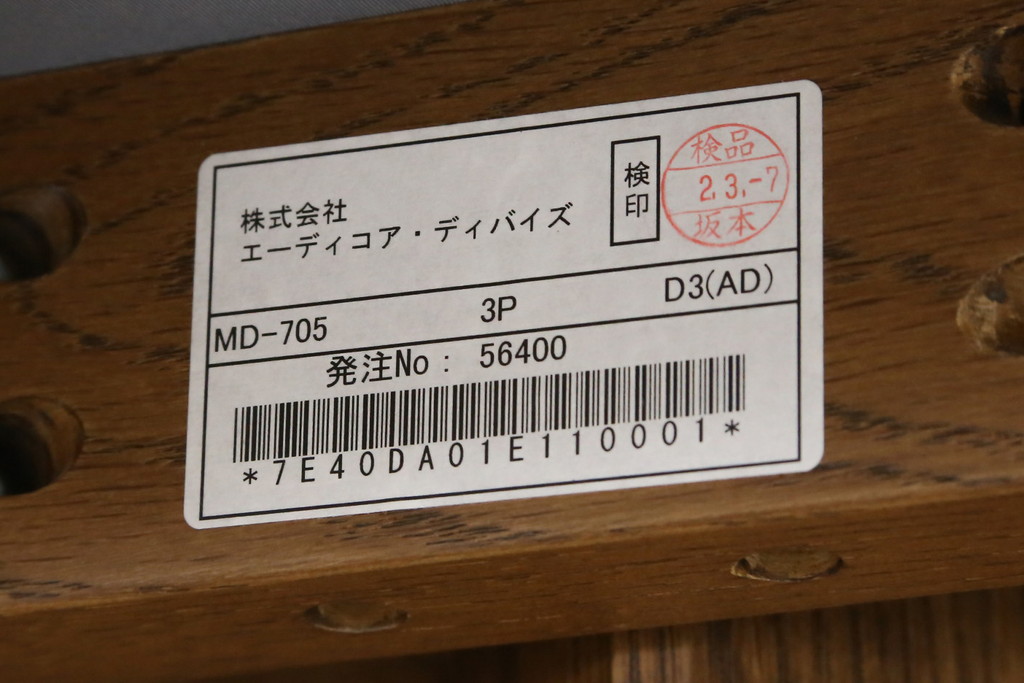 株式会社
エーディコア・ディバイズ
検印
検品
2.3.-7
坂本
MD-705 3P D3(AD)
発注No： 56400
*7E40DA01E110001*